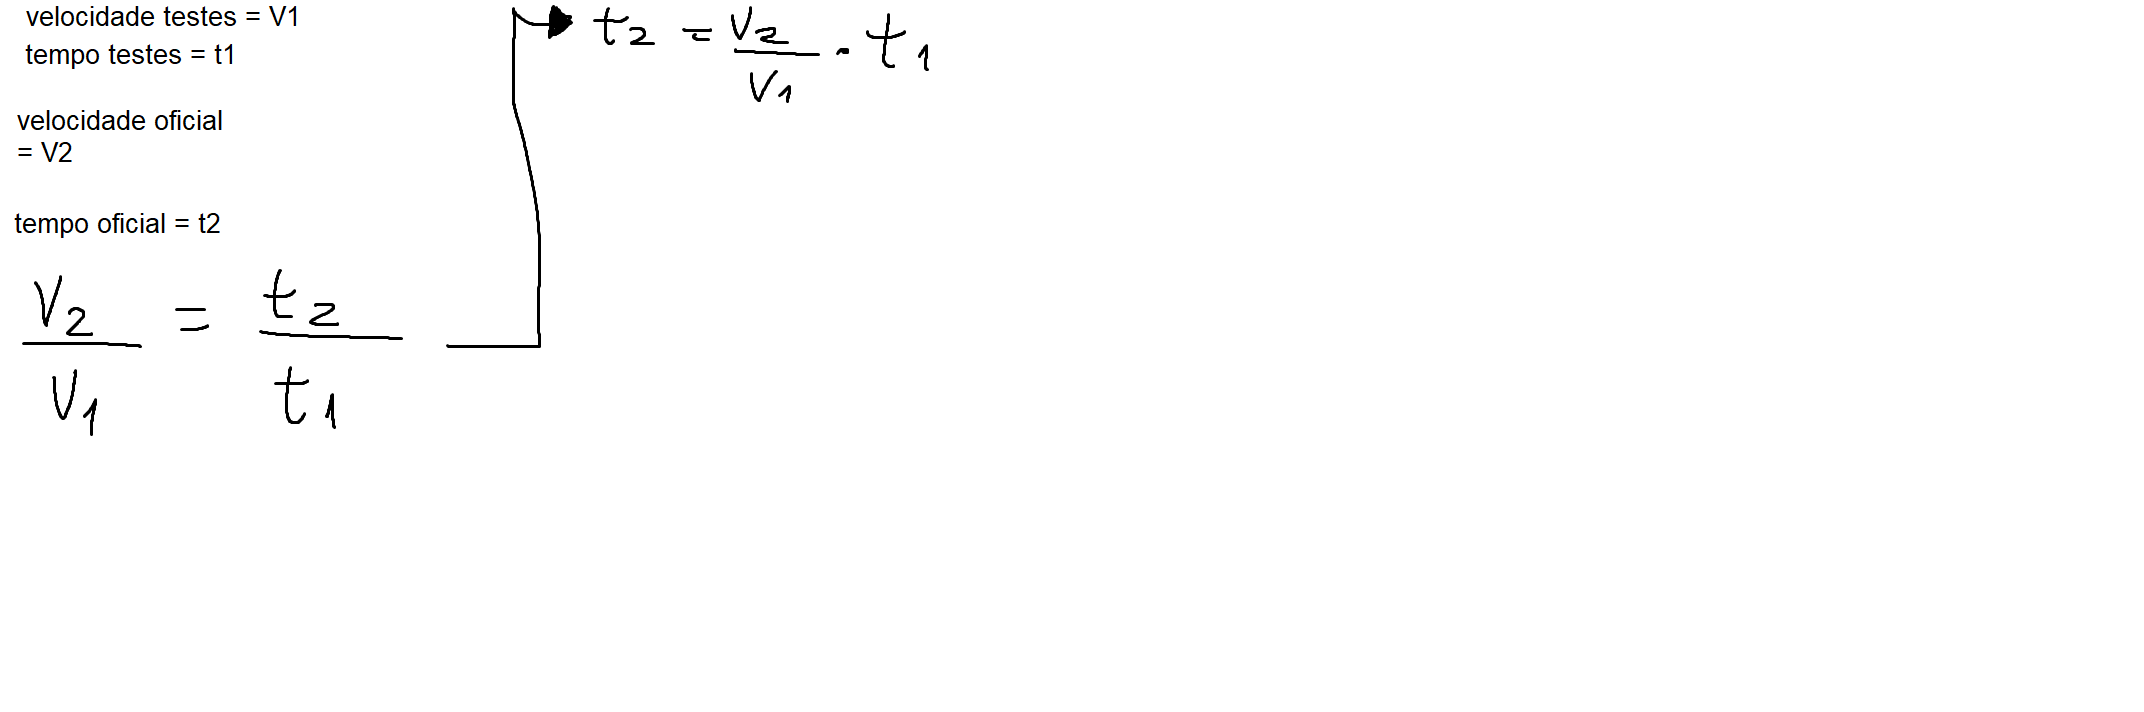 velocidade testes = V1
tempo testes = t1
velocidade oficial
= V2
tempo oficial = t2
V2/V1 = t2/t1
t2 = V2/V1 . t1